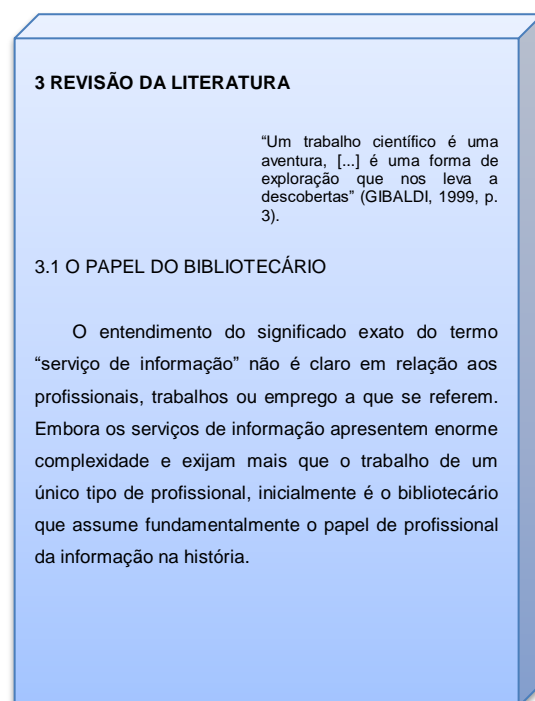 3 REVISÃO DA LITERATURA
“Um trabalho científico é uma
aventura, [...] é uma forma de
exploração que nos leva a
descobertas” (GIBALDI, 1999, p.
3).
3.1 O PAPEL DO BIBLIOTECÁRIO
O entendimento do significado exato do termo
“serviço de informação” não é claro em relação aos
profissionais, trabalhos ou emprego a que se referem.
Embora os serviços de informação apresentem enorme
complexidade e exijam mais que o trabalho de um
único tipo de profissional, inicialmente é o bibliotecário
que assume fundamentalmente o papel de profissional
da informação na história.